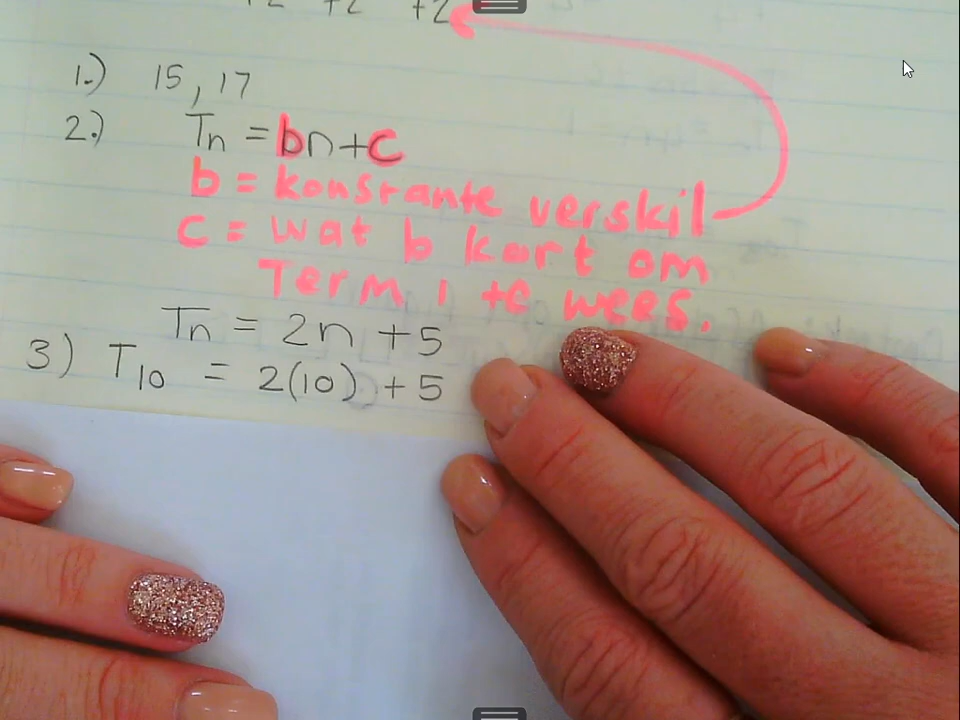 +2 +2 +2
1.) 15, 17
2.) Tn = bn+c
b = konstante verskil
c = wat b kort om
Term 1 te wees.
Tn = 2n +5
3) T10 = 2(10) +5